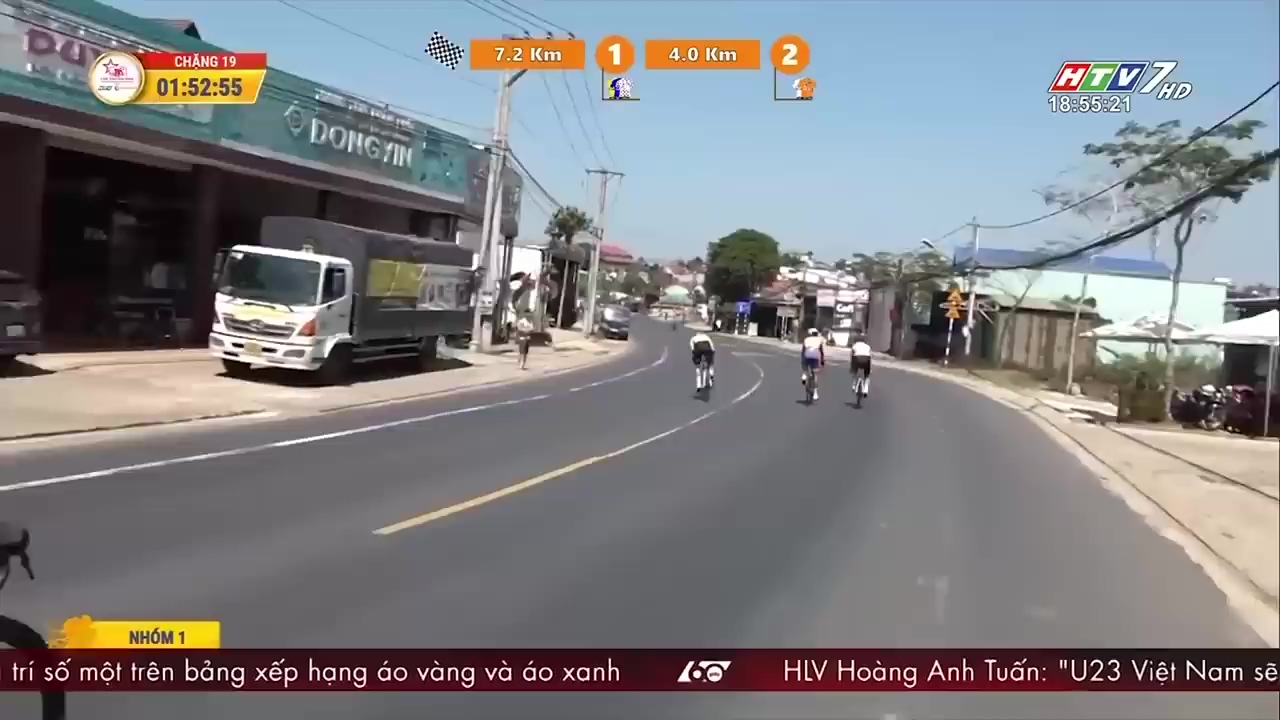 CHẶNG 19
01:52:55
7.2 Km
1
4.0 Km
2
HTV7 HD
18:55:21
DONGYIN
NHÓM 1
trí số một trên bảng xếp hạng áo vàng và áo xanh
60 giây
HLV Hoàng Anh Tuấn: "U23 Việt Nam sẽ